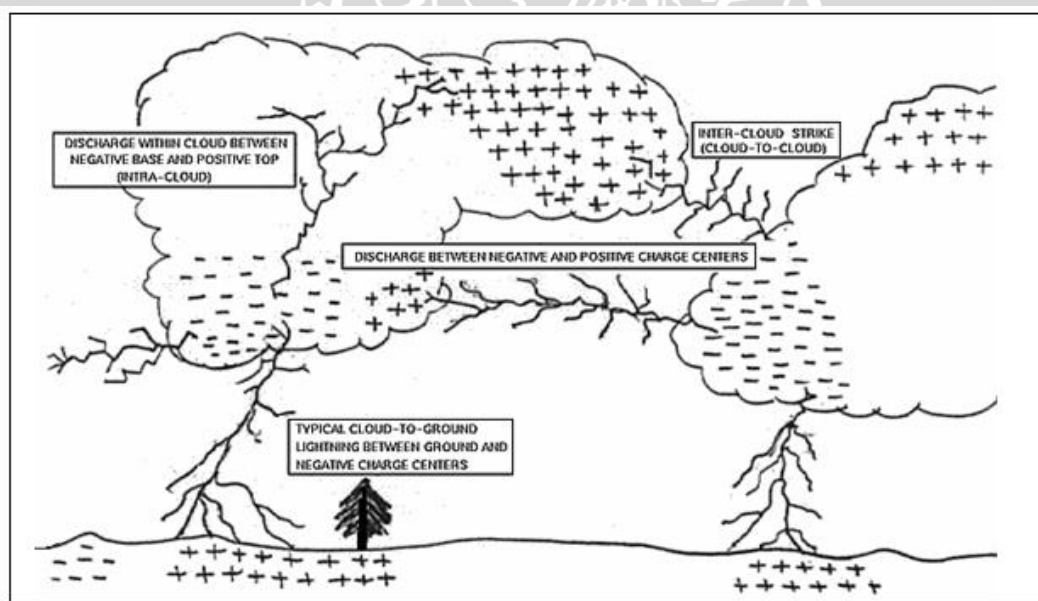 DISCHARGE WITHIN CLOUD BETWEEN
NEGATIVE BASE AND POSITIVE TOP
(INTRA-CLOUD)
INTER-CLOUD STRIKE
(CLOUD-TO-CLOUD)
DISCHARGE BETWEEN NEGATIVE AND POSITIVE CHARGE CENTERS
TYPICAL CLOUD-TO-GROUND
LIGHTNING BETWEEN GROUND AND
NEGATIVE CHARGE CENTERS